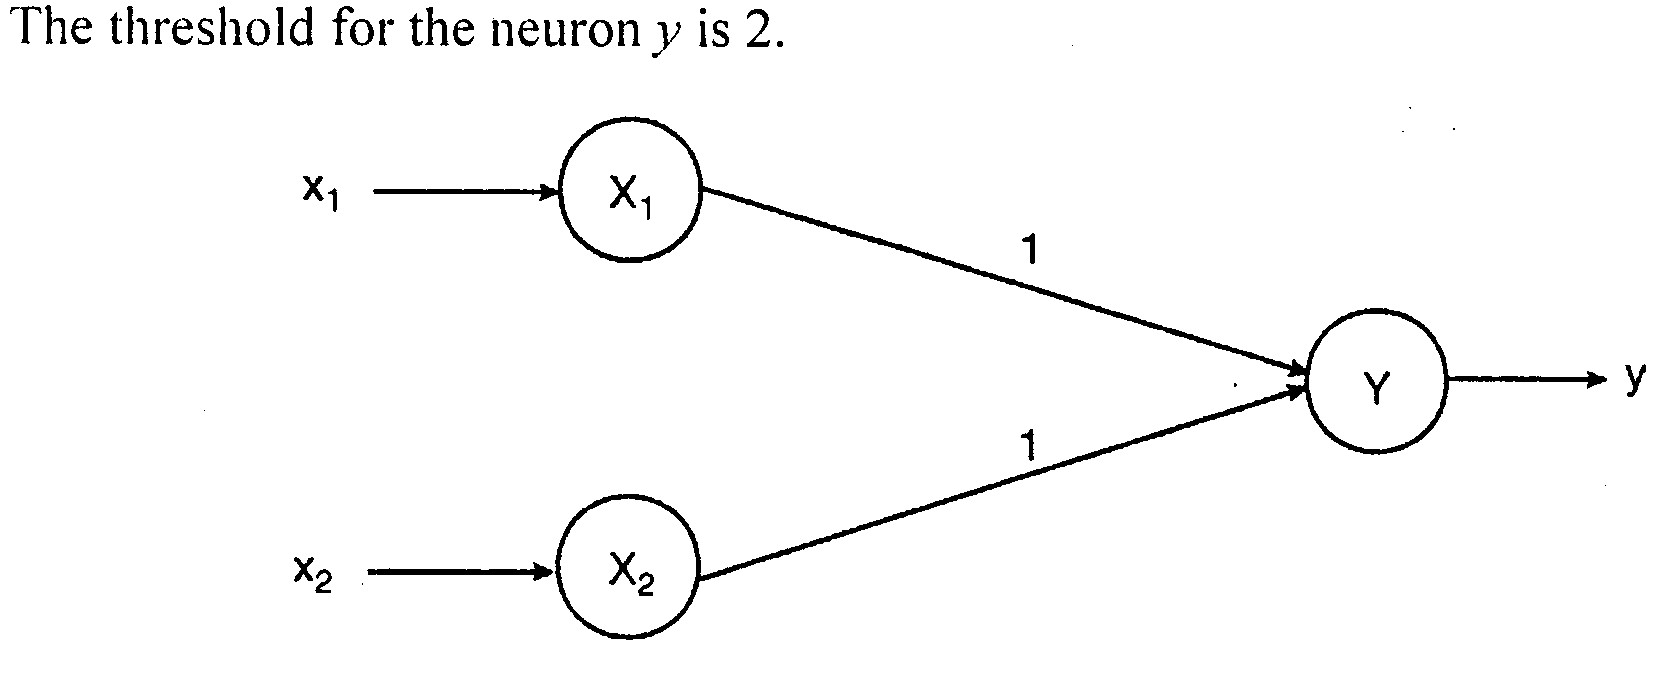 The threshold for the neuron y is 2.
x₁
X₁
1
Y
y
1
x₂
X₂